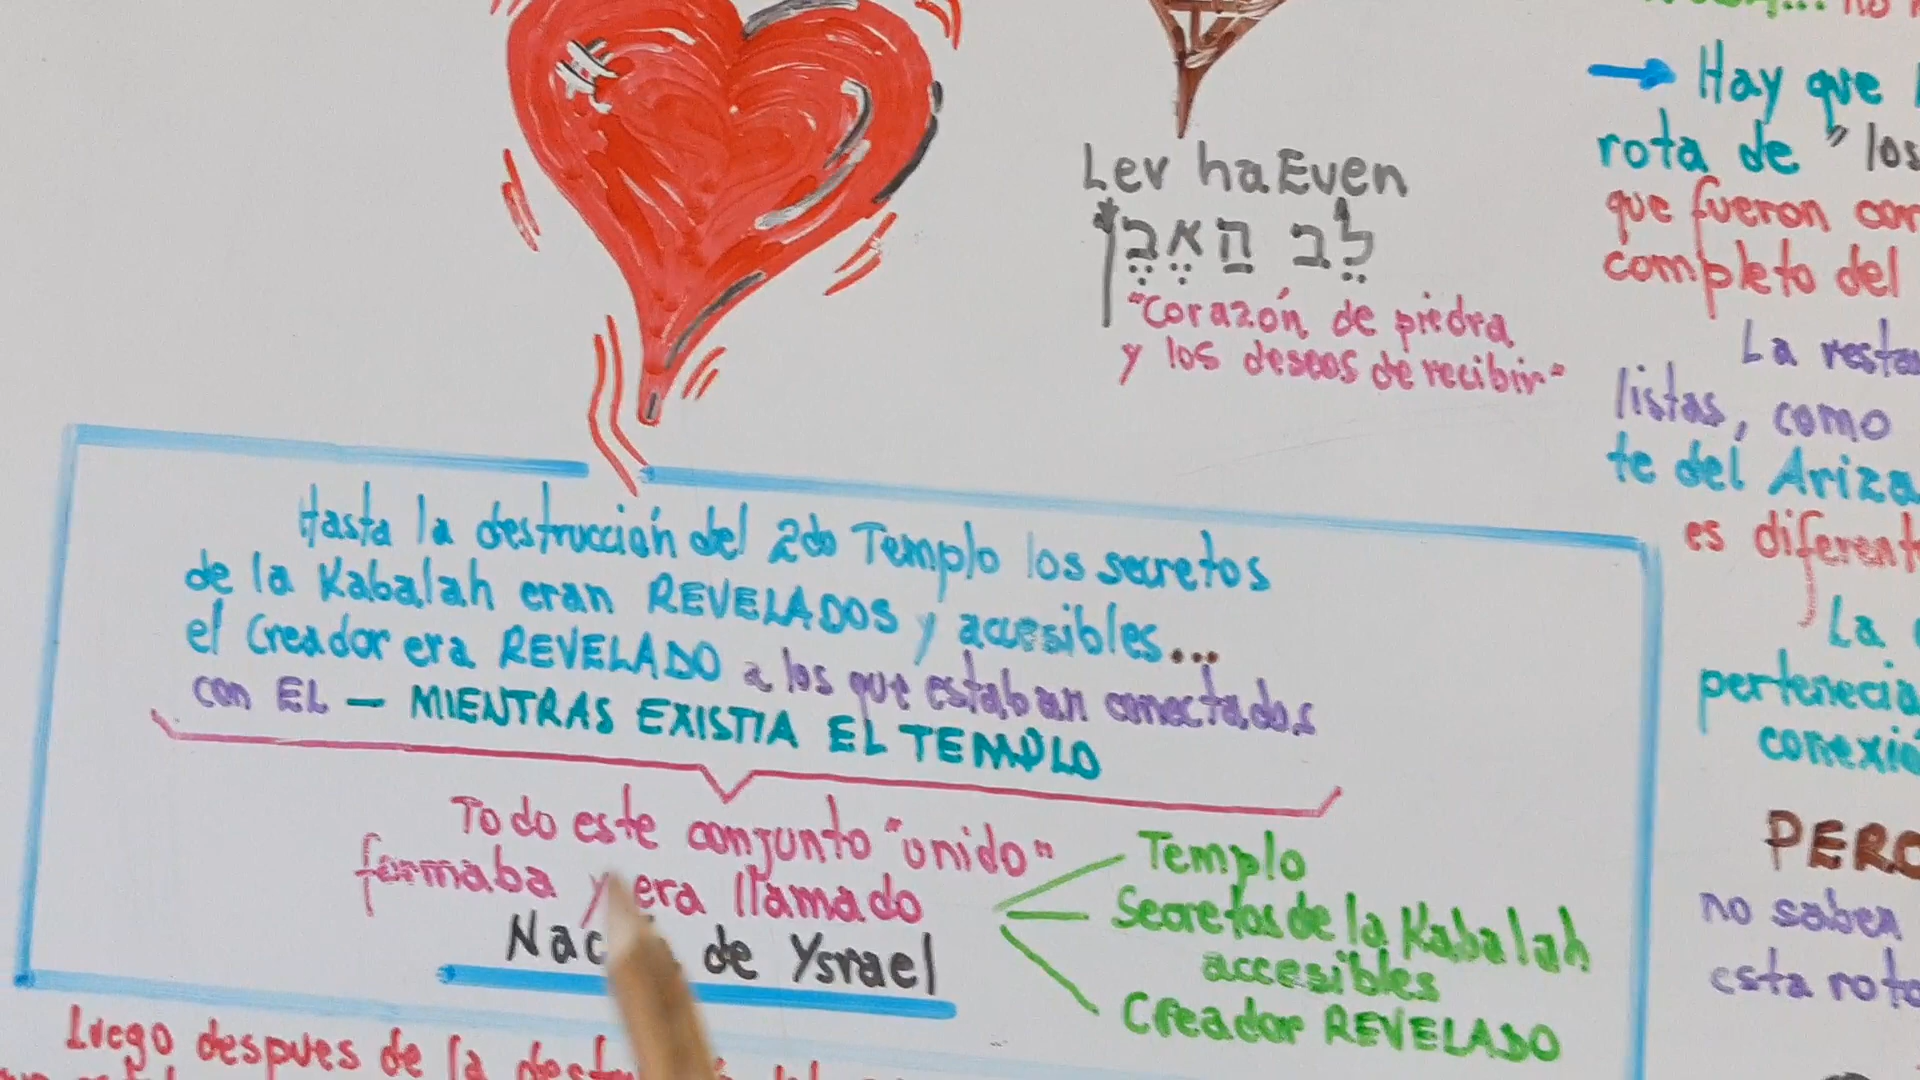 Lev haEven
לֵב הַאֶבֶן
"Corazón de piedra
y los deseos de recibir"
Hasta la destrucción del 2do Templo los secretos
de la Kabalah eran REVELADOS y accesibles...
el Creador era REVELADO a los que estaban conectados
con EL — MIENTRAS EXISTIA EL TEMPLO
Todo este conjunto "unido"
formaba y era llamado
de Ysrael
Templo
Secretos de la Kabalah
accesibles
Creador REVELADO
Luego despues de la
→ Hay que
rota de "los
que fueron
completo del
La
listas, como
te del
es
La
PERO
no saben
esta